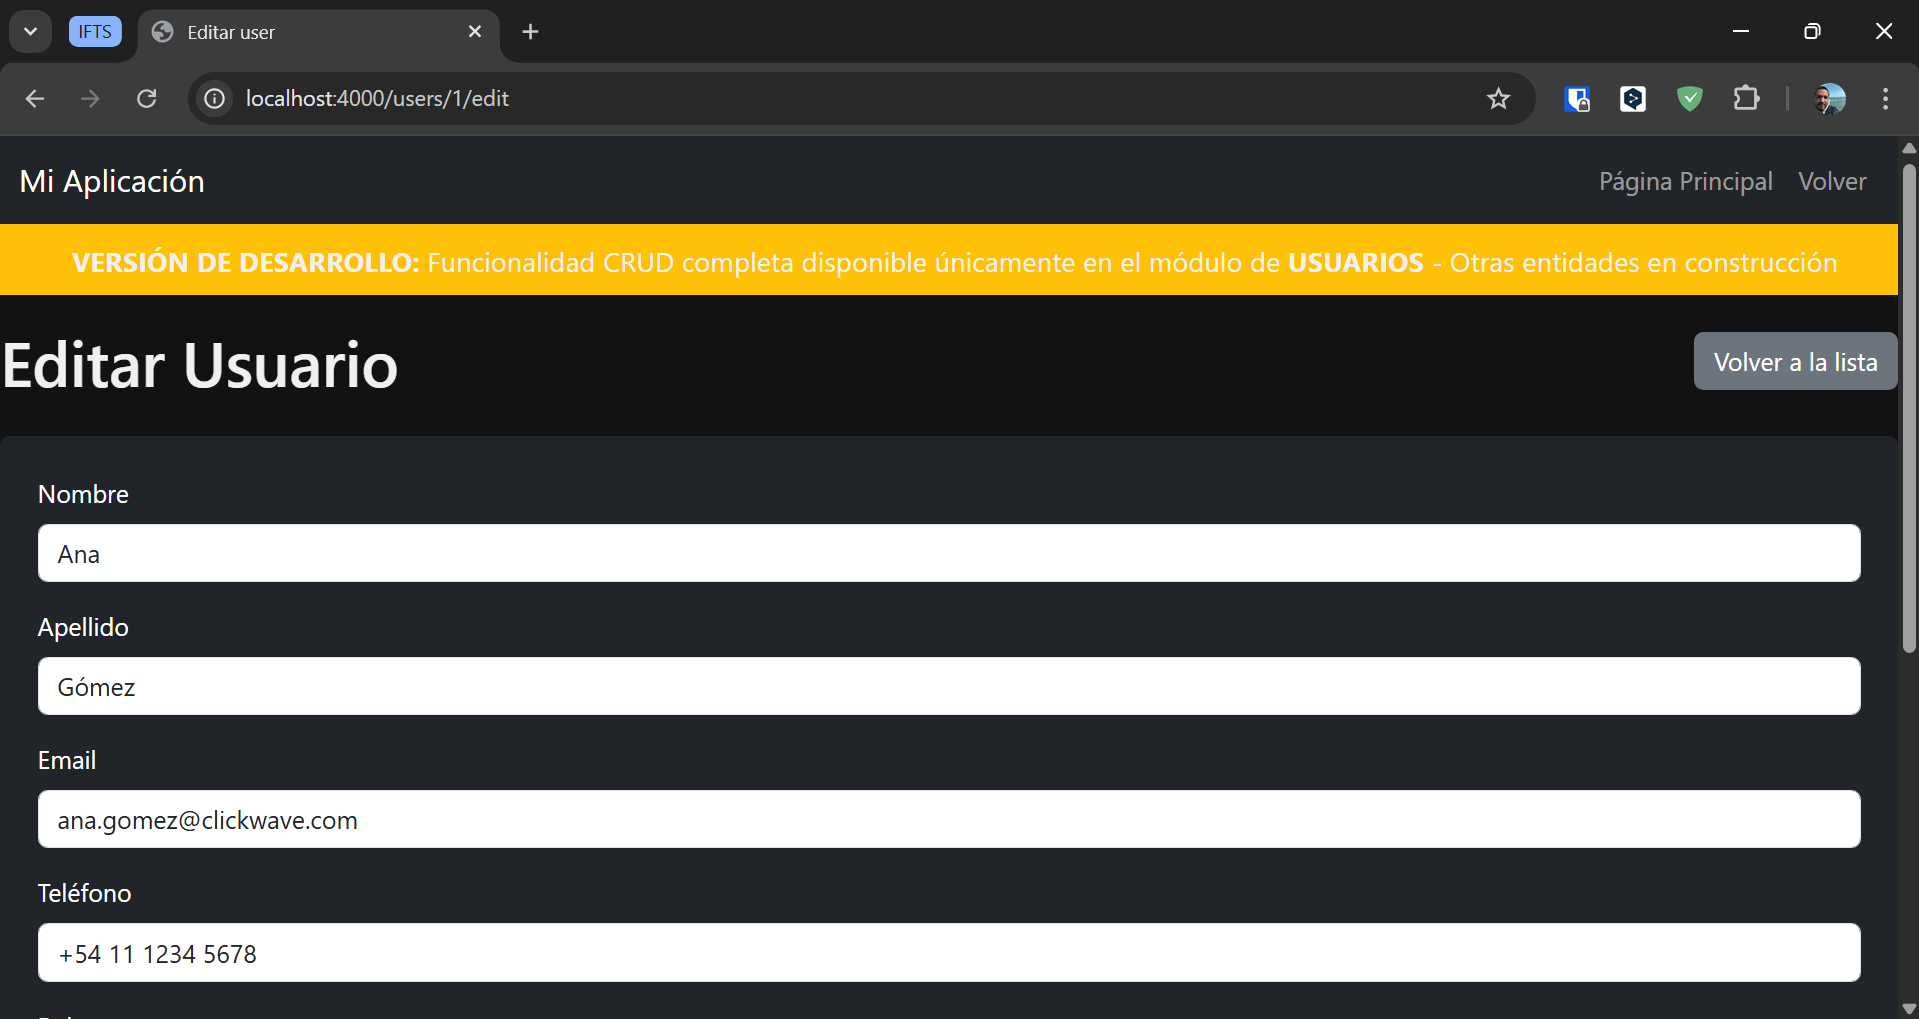 IFTS
Editar user
localhost:4000/users/1/edit
Mi Aplicación
Página Principal
Volver
VERSIÓN DE DESARROLLO: Funcionalidad CRUD completa disponible únicamente en el módulo de USUARIOS - Otras entidades en construcción
Editar Usuario
Volver a la lista
Nombre
Ana
Apellido
Gómez
Email
ana.gomez@clickwave.com
Teléfono
+54 11 1234 5678